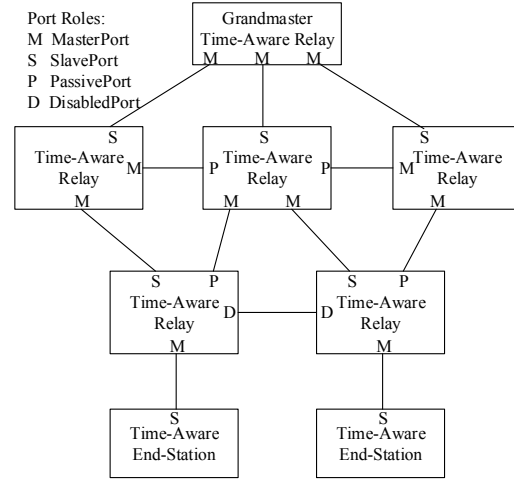 Port Roles:
M MasterPort
S SlavePort
P PassivePort
D DisabledPort
Grandmaster
Time-Aware Relay
M M M
S
Time-Aware
Relay
M
M
S
Time-Aware
Relay
P
P
M M
S
Time-Aware
Relay
M
M
S P
Time-Aware
Relay
D
M
S P
Time-Aware
Relay
D
M
S
Time-Aware
End-Station
S
Time-Aware
End-Station